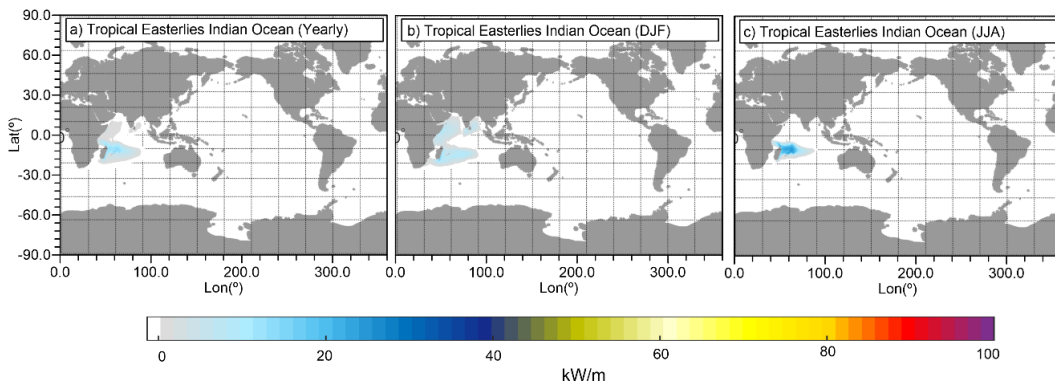 a) Tropical Easterlies Indian Ocean (Yearly)
b) Tropical Easterlies Indian Ocean (DJF)
c) Tropical Easterlies Indian Ocean (JJA)
90.0
60.0
30.0
0.0
-30.0
-60.0
-90.0
Lat(º)
0.0 100.0 200.0 300.0
0.0 100.0 200.0 300.0
0.0 100.0 200.0 300.0
Lon(º)
Lon(º)
Lon(º)
0 20 40 60 80 100
kW/m